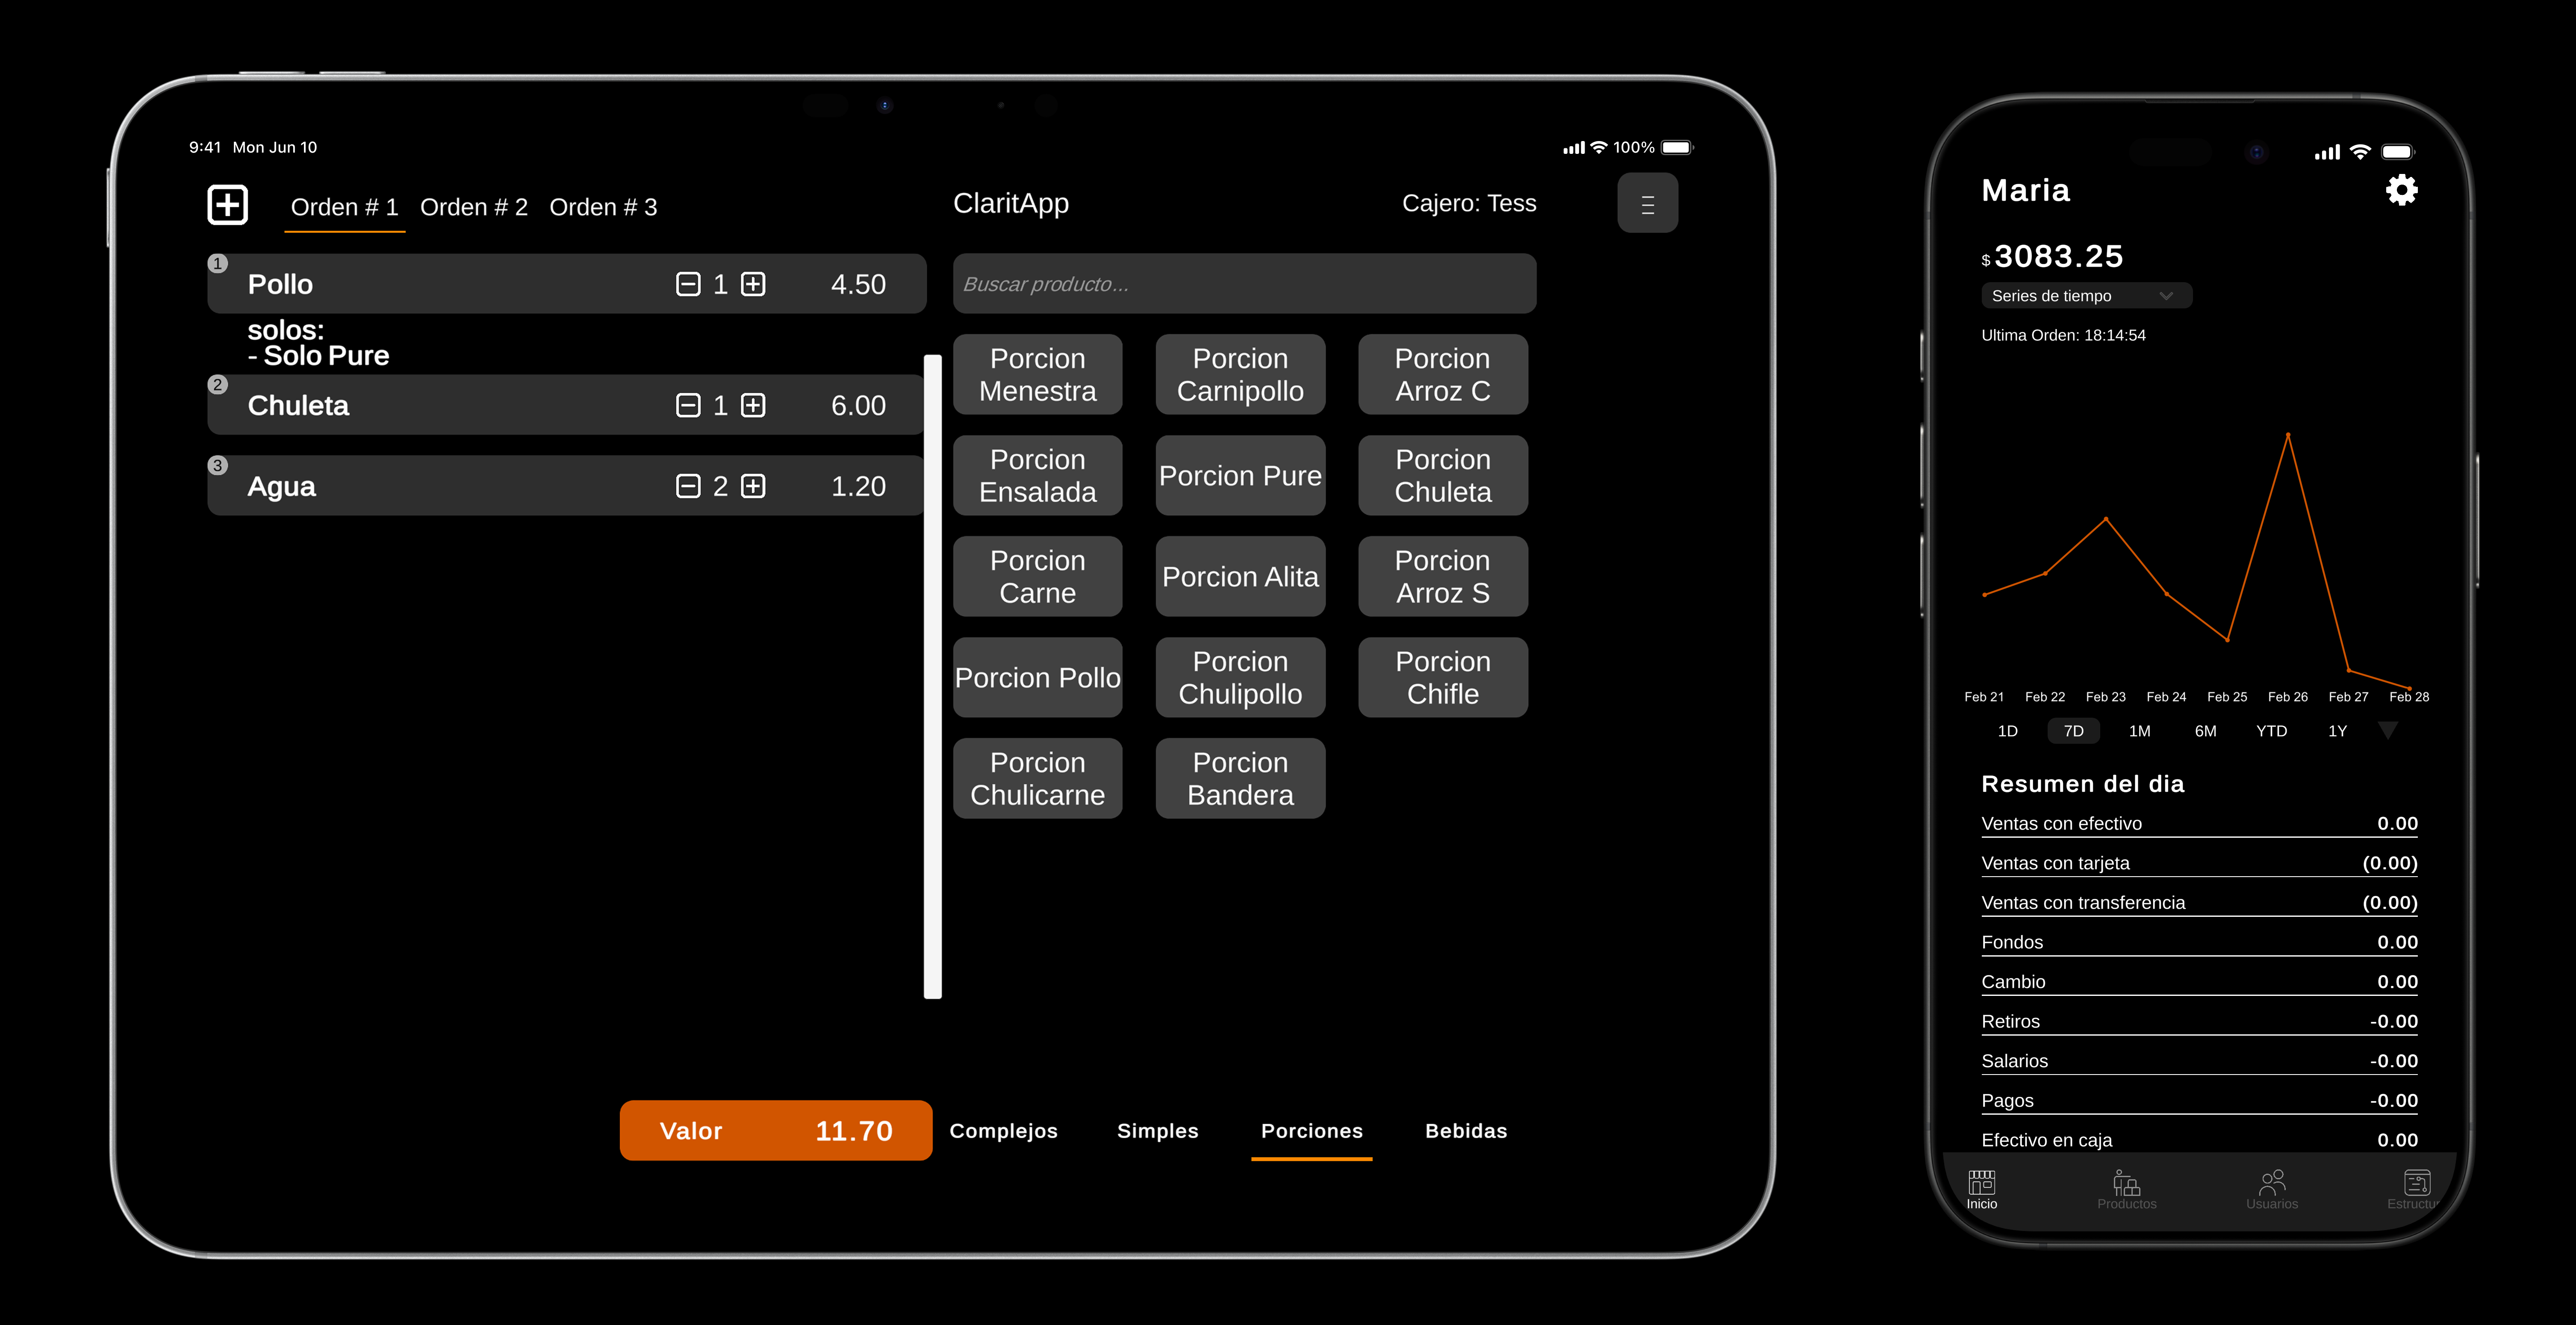 9:41 Mon Jun 10
100%
Orden # 1 Orden # 2 Orden # 3
ClaritApp
Cajero: Tess
1
Pollo 1 4.50
solos:
- Solo Pure
2
Chuleta 1 6.00
3
Agua 2 1.20
Buscar producto...
Porcion
Menestra
Porcion
Carnipollo
Porcion
Arroz C
Porcion
Ensalada
Porcion Pure
Porcion
Chuleta
Porcion
Carne
Porcion Alita
Porcion
Arroz S
Porcion Pollo
Porcion
Chulipollo
Porcion
Chifle
Porcion
Chulicarne
Porcion
Bandera
Valor 11.70
Complejos Simples Porciones Bebidas
Maria
$3083.25
Series de tiempo
Ultima Orden: 18:14:54
Feb 21 Feb 22 Feb 23 Feb 24 Feb 25 Feb 26 Feb 27 Feb 28
1D 7D 1M 6M YTD 1Y
Resumen del dia
Ventas con efectivo 0.00
Ventas con tarjeta (0.00)
Ventas con transferencia (0.00)
Fondos 0.00
Cambio 0.00
Retiros -0.00
Salarios -0.00
Pagos -0.00
Efectivo en caja 0.00
Inicio Productos Usuarios Estructur